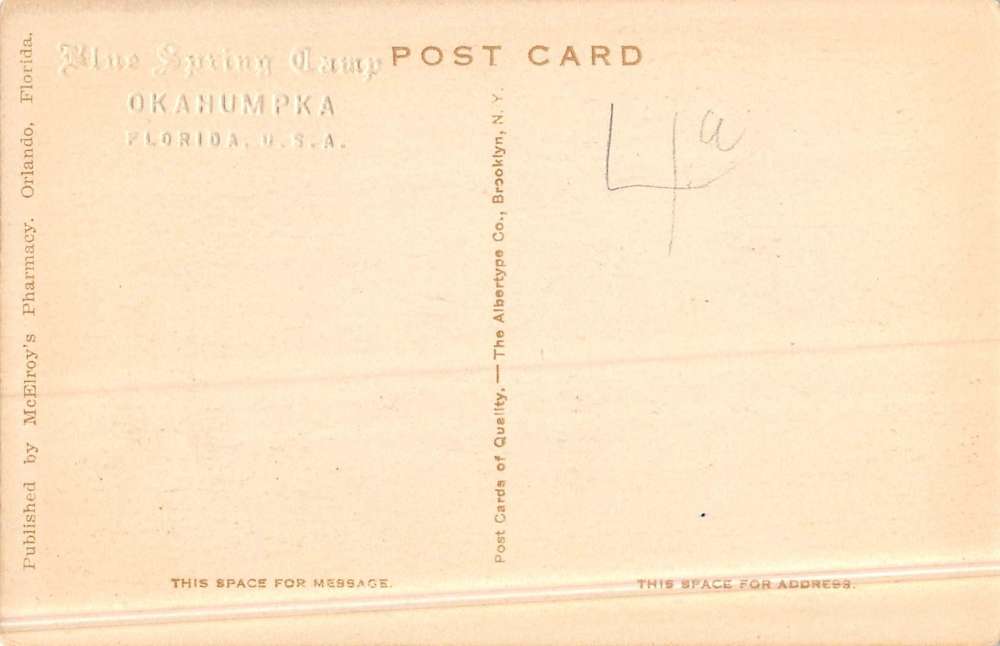 Blue Spring Camp
OKAHUMPKA
FLORIDA, U.S.A.
POST CARD
4a
Published by McElroy's Pharmacy. Orlando, Florida.
Post Cards of Quality. — The Albertype Co., Brooklyn, N. Y.
THIS SPACE FOR MESSAGE.
THIS SPACE FOR ADDRESS.